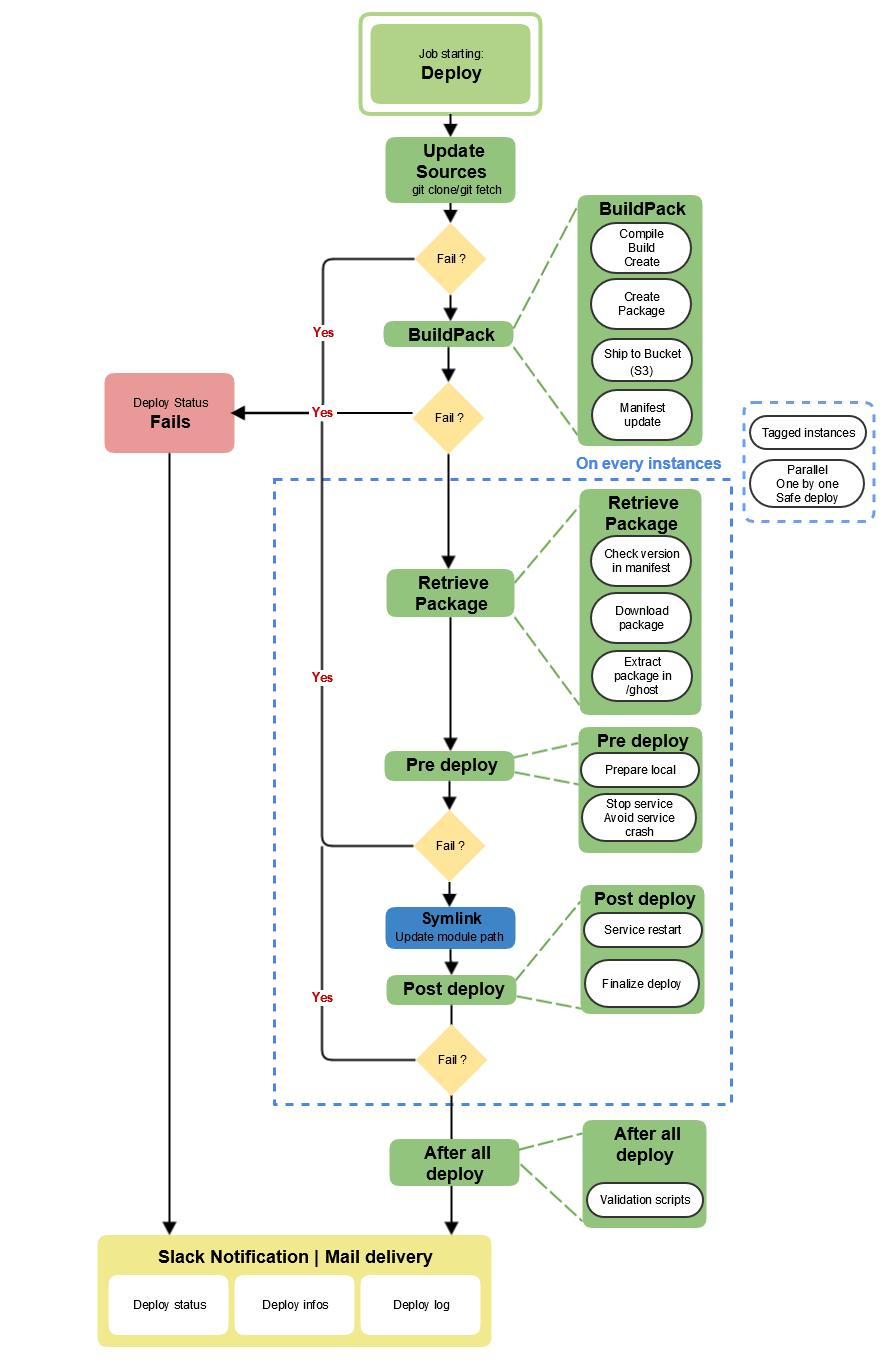 Job starting:
Deploy
Update
Sources
git clone/git fetch
Fail ?
Yes
BuildPack
BuildPack
Compile
Build
Create
Create
Package
Ship to Bucket
(S3)
Manifest
update
Deploy Status
Fails
Yes
Fail ?
Tagged instances
Parallel
One by one
Safe deploy
On every instances
Retrieve
Package
Retrieve
Package
Check version
in manifest
Download
package
Extract
package in
/ghost
Yes
Pre deploy
Pre deploy
Prepare local
Stop service
Avoid service
crash
Fail ?
Symlink
Update module path
Post deploy
Post deploy
Service restart
Finalize deploy
Yes
Fail ?
After all
deploy
After all
deploy
Validation scripts
Slack Notification | Mail delivery
Deploy status
Deploy infos
Deploy log